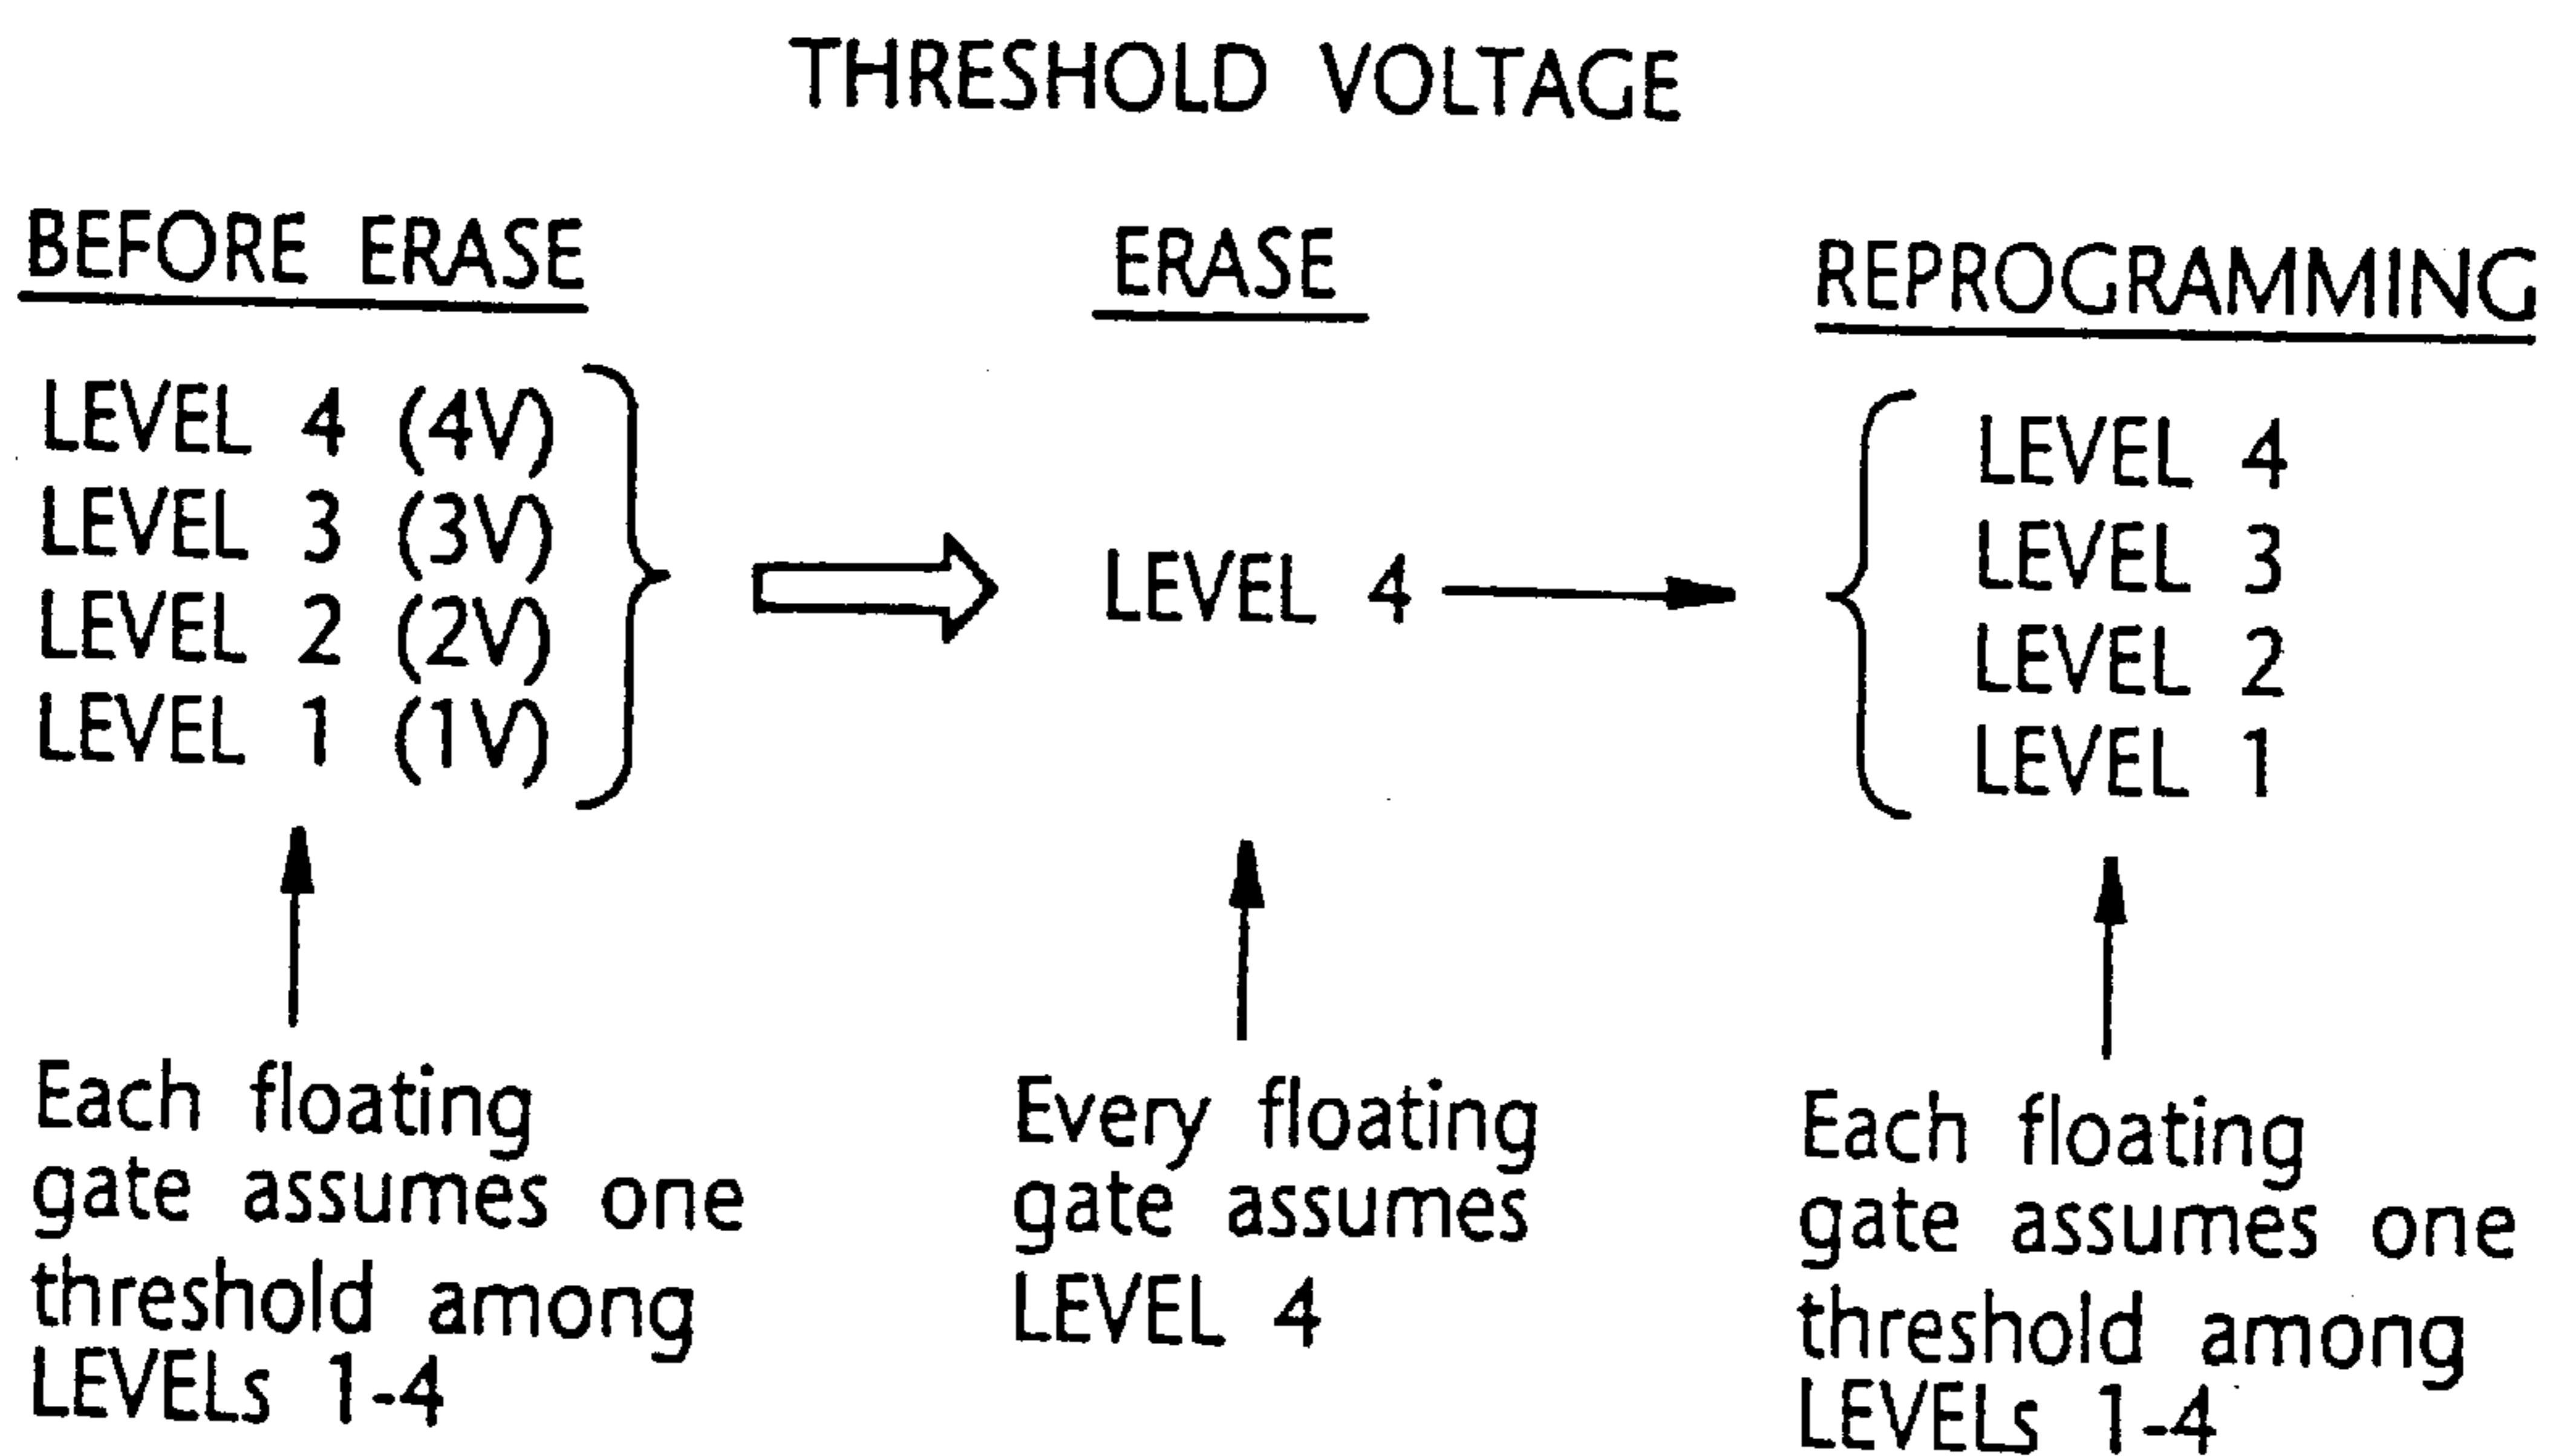 THRESHOLD VOLTAGE
BEFORE ERASE
LEVEL 4 (4V)
LEVEL 3 (3V)
LEVEL 2 (2V)
LEVEL 1 (1V)
Each floating
gate assumes one
threshold among
LEVELs 1-4
ERASE
LEVEL 4
Every floating
gate assumes
LEVEL 4
REPROGRAMMING
LEVEL 4
LEVEL 3
LEVEL 2
LEVEL 1
Each floating
gate assumes one
threshold among
LEVELs 1-4